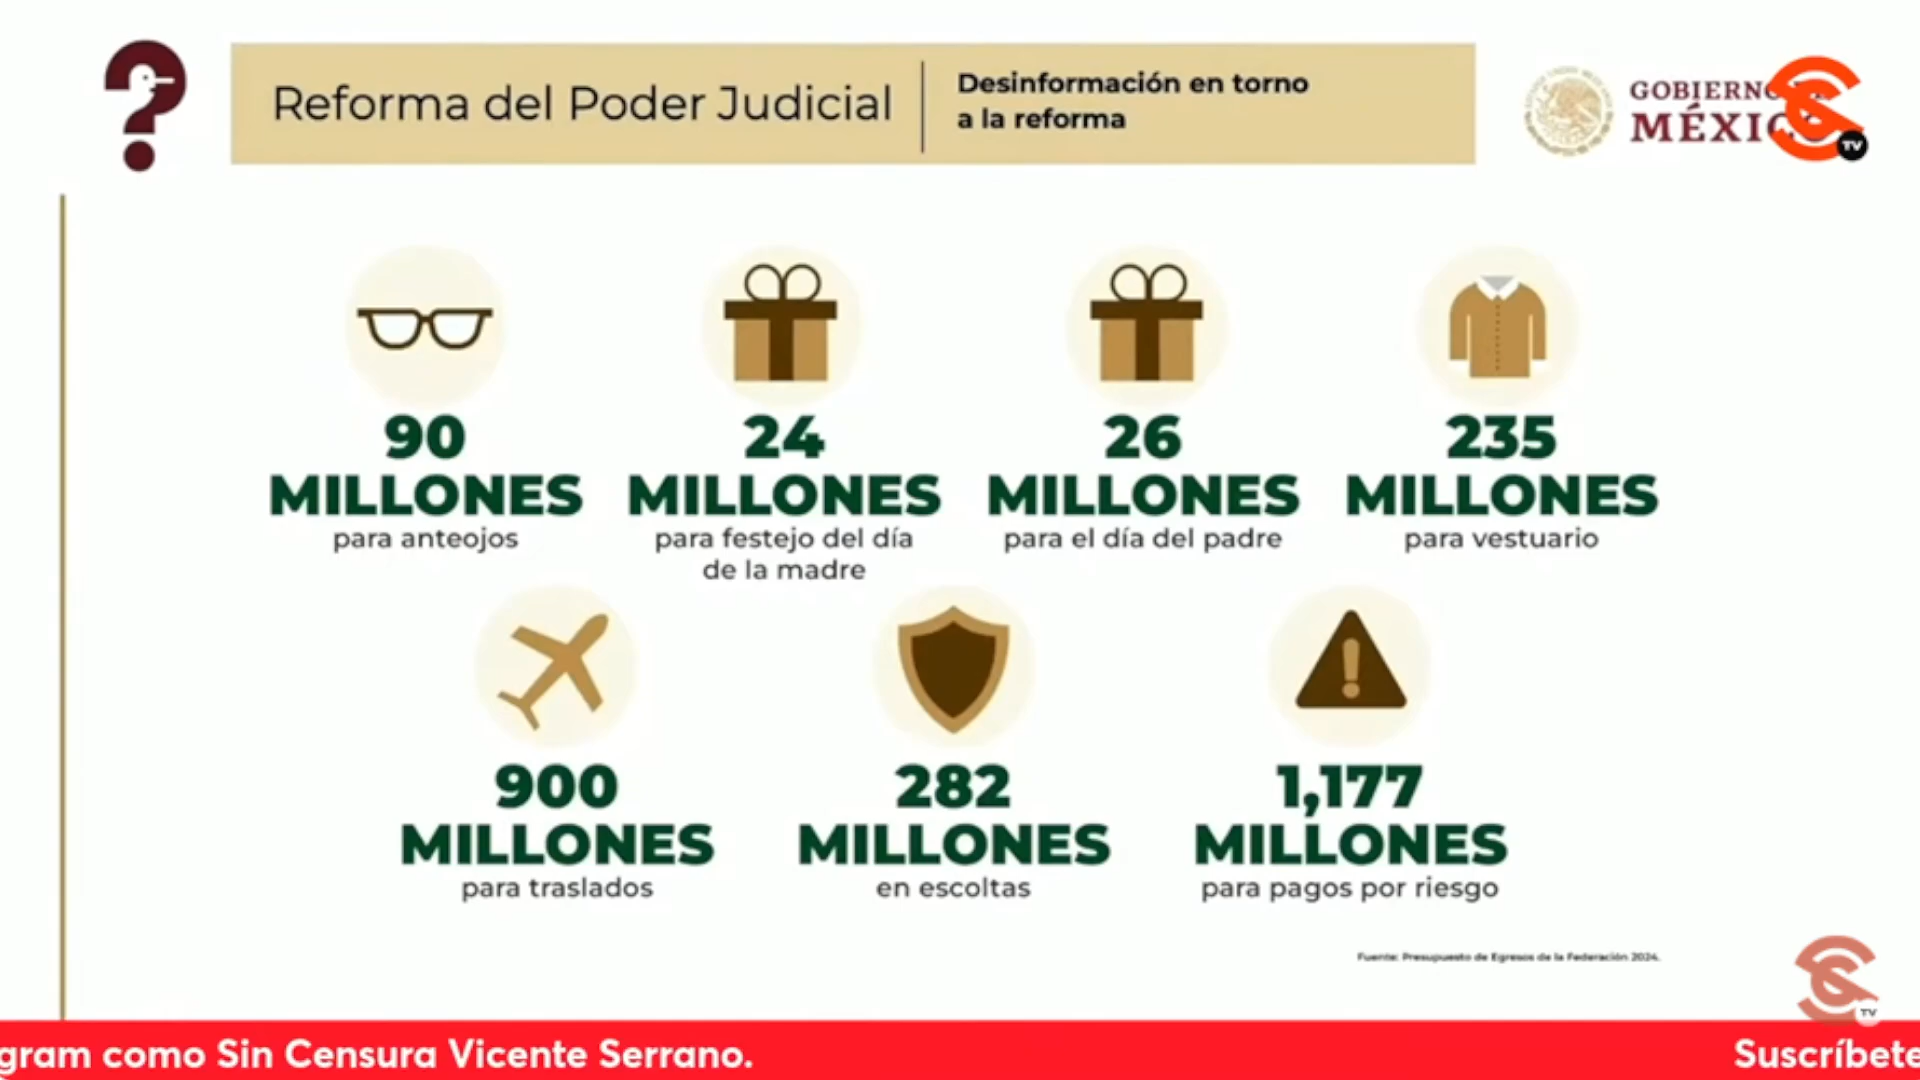 Reforma del Poder Judicial
Desinformación en torno
a la reforma
GOBIERNO
MÉXICO
TV
90
MILLONES
para anteojos
24
MILLONES
para festejo del día
de la madre
26
MILLONES
para el día del padre
235
MILLONES
para vestuario
900
MILLONES
para traslados
282
MILLONES
en escoltas
1,177
MILLONES
para pagos por riesgo
Fuente: Presupuesto de Egresos de la Federación 2024.
TV
gram como Sin Censura Vicente Serrano.
Suscríbete